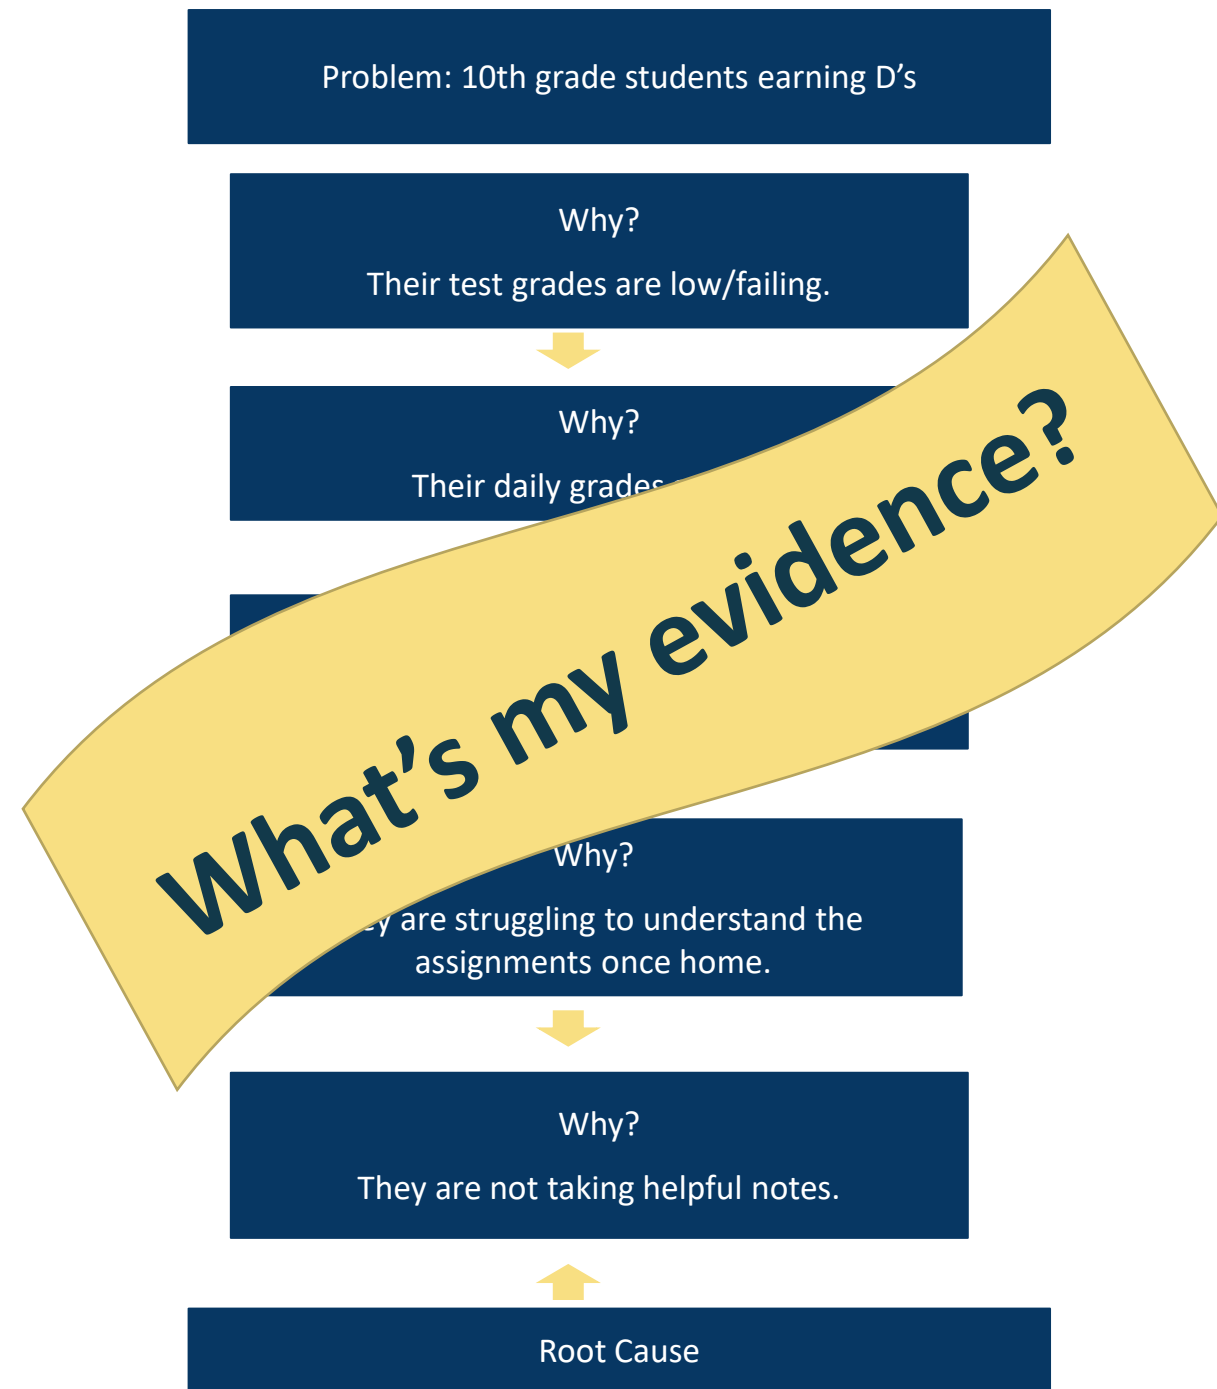 Problem: 10th grade students earning D's
Why?
Their test grades are low/failing.
Why?
Their daily grades
What's my evidence?
Why?
are struggling to understand the
assignments once home.
Why?
They are not taking helpful notes.
Root Cause